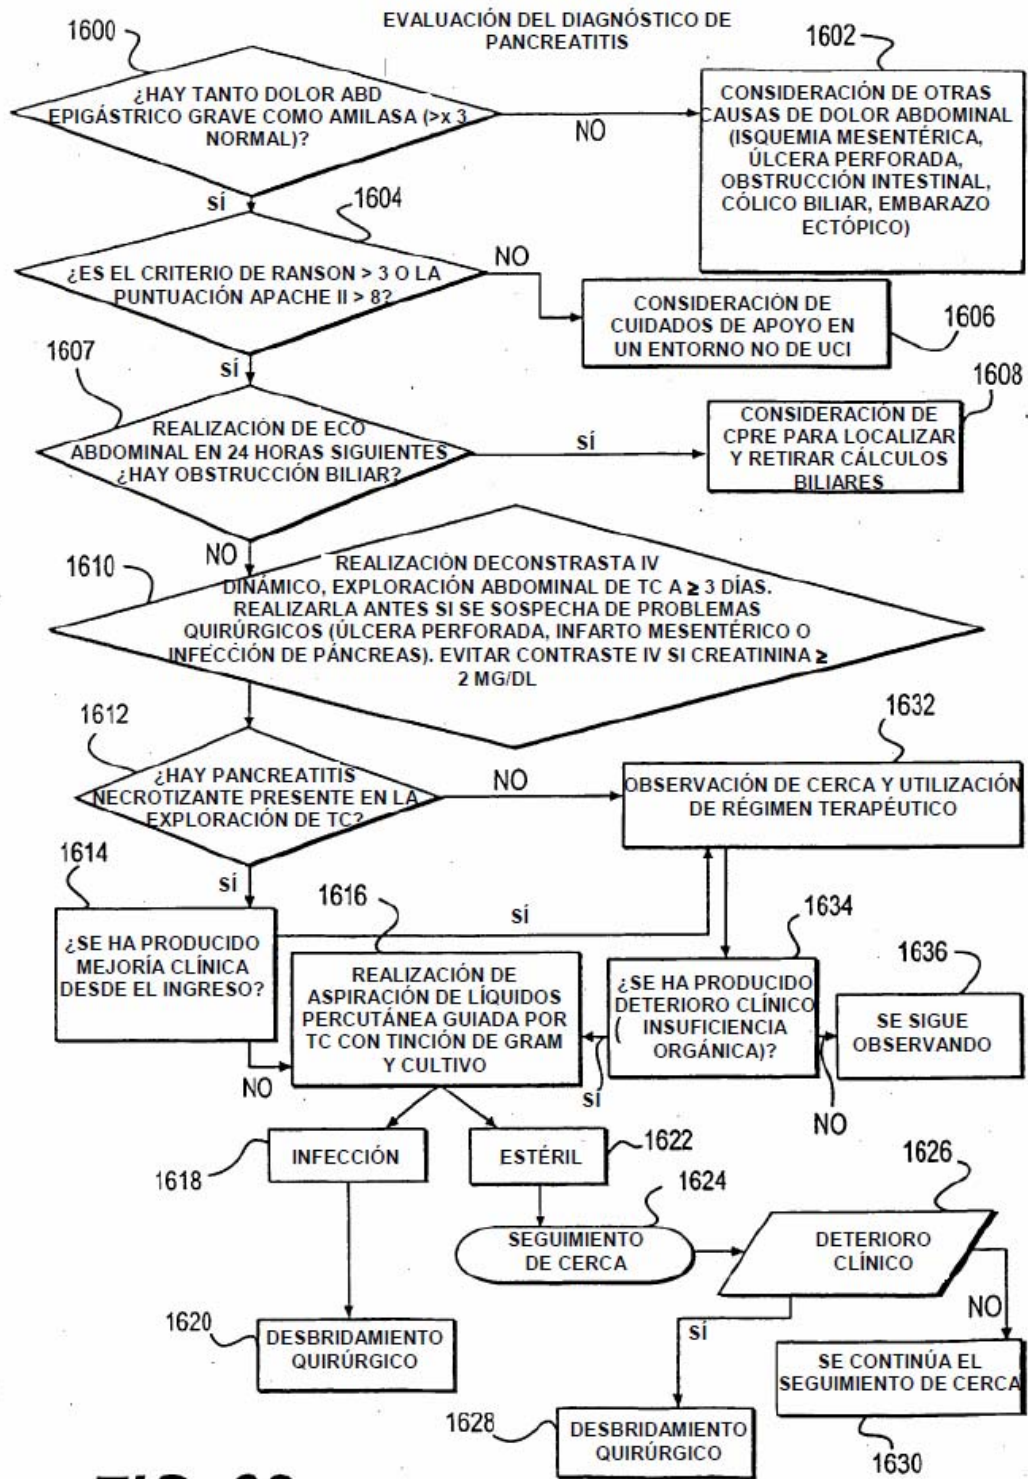 EVALUACIÓN DEL DIAGNÓSTICO DE
PANCREATITIS
1600
¿HAY TANTO DOLOR ABD
EPIGÁSTRICO GRAVE COMO AMILASA (>x 3
NORMAL)?
NO
SÍ
1602
CONSIDERACIÓN DE OTRAS
CAUSAS DE DOLOR ABDOMINAL
(ISQUEMIA MESENTÉRICA,
ÚLCERA PERFORADA,
OBSTRUCCIÓN INTESTINAL,
CÓLICO BILIAR, EMBARAZO
ECTÓPICO)
1604
¿ES EL CRITERIO DE RANSON > 3 O LA
PUNTUACIÓN APACHE II > 8?
NO
SÍ
CONSIDERACIÓN DE
CUIDADOS DE APOYO EN
UN ENTORNO NO DE UCI
1606
1607
REALIZACIÓN DE ECO
ABDOMINAL EN 24 HORAS SIGUIENTES
¿HAY OBSTRUCCIÓN BILIAR?
SÍ
NO
1608
CONSIDERACIÓN DE
CPRE PARA LOCALIZAR
Y RETIRAR CÁLCULOS
BILIARES
1610
REALIZACIÓN DECONSTRASTA IV
DINÁMICO, EXPLORACIÓN ABDOMINAL DE TC A ≥ 3 DÍAS.
REALIZARLA ANTES SI SE SOSPECHA DE PROBLEMAS
QUIRÚRGICOS (ÚLCERA PERFORADA, INFARTO MESENTÉRICO O
INFECCIÓN DE PÁNCREAS). EVITAR CONTRASTE IV SI CREATININA ≥
2 MG/DL
1612
¿HAY PANCREATITIS
NECROTIZANTE PRESENTE EN LA
EXPLORACIÓN DE TC?
NO
SÍ
1632
OBSERVACIÓN DE CERCA Y UTILIZACIÓN
DE RÉGIMEN TERAPÉUTICO
1614
¿SE HA PRODUCIDO
MEJORÍA CLÍNICA
DESDE EL INGRESO?
SÍ
NO
1616
REALIZACIÓN DE
ASPIRACIÓN DE LÍQUIDOS
PERCUTÁNEA GUIADA POR
TC CON TINCIÓN DE GRAM
Y CULTIVO
1634
¿SE HA PRODUCIDO
DETERIORO CLÍNICO
( INSUFICIENCIA
ORGÁNICA)?
SÍ
NO
1636
SE SIGUE
OBSERVANDO
INFECCIÓN
1618
ESTÉRIL
1622
1624
SEGUIMIENTO
DE CERCA
1626
DETERIORO
CLÍNICO
SÍ
NO
1620
DESBRIDAMIENTO
QUIRÚRGICO
SE CONTINÚA EL
SEGUIMIENTO DE CERCA
1630
1628
DESBRIDAMIENTO
QUIRÚRGICO